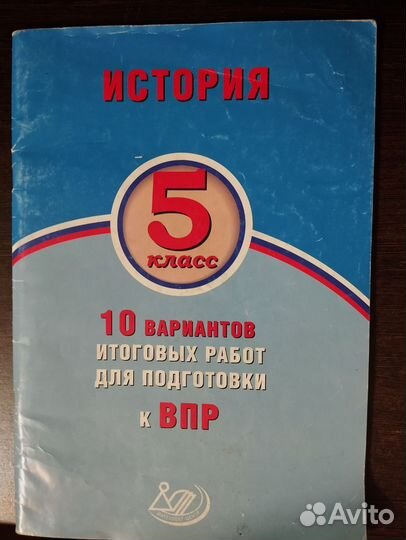 ИСТОРИЯ
5
класс
10 ВАРИАНТОВ
ИТОГОВЫХ РАБОТ
ДЛЯ ПОДГОТОВКИ
К ВПР
Avito